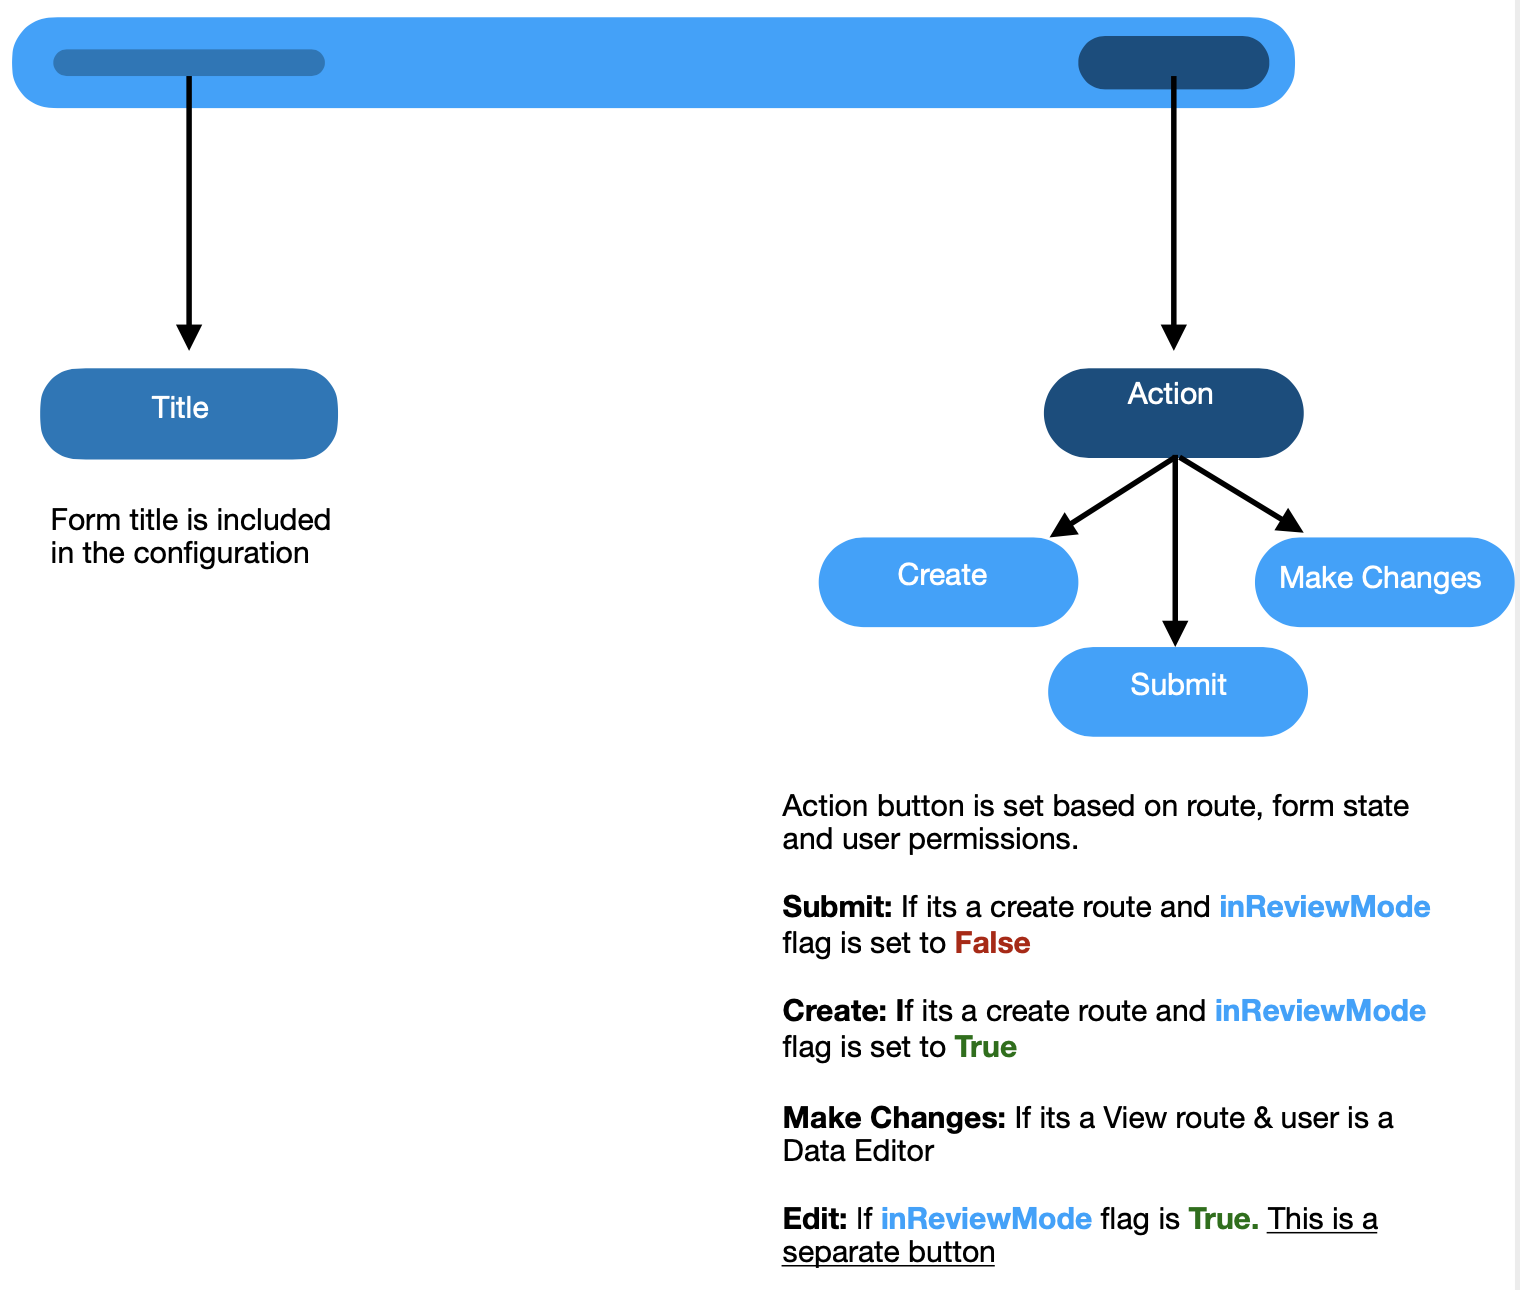 Title
Action
Form title is included
in the configuration
Create
Make Changes
Submit
Action button is set based on route, form state
and user permissions.
Submit: If its a create route and inReviewMode
flag is set to False
Create: If its a create route and inReviewMode
flag is set to True
Make Changes: If its a View route & user is a
Data Editor
Edit: If inReviewMode flag is True. This is a
separate button